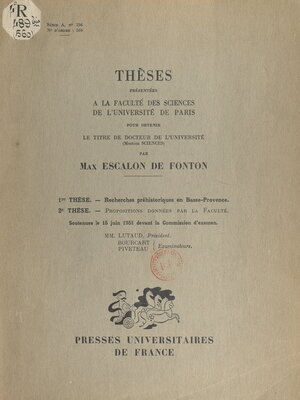 Série A, n° 256
N° d'ordre : 266
R
THÈSES
PRÉSENTÉES
A LA FACULTÉ DES SCIENCES
DE L'UNIVERSITÉ DE PARIS
POUR OBTENIR
LE TITRE DE DOCTEUR DE L'UNIVERSITÉ
(Mention SCIENCES)
PAR
MAX ESCALON DE FONTON
1re THÈSE. — Recherches préhistoriques en Basse-Provence.
2e THÈSE. — PROPOSITIONS DONNÉES PAR LA FACULTÉ.
Soutenues le 15 juin 1951 devant la Commission d'examen.
MM. LUTAUD, Président.
BOURCART
PIVETEAU } Examinateurs.
PRESSES UNIVERSITAIRES
DE FRANCE